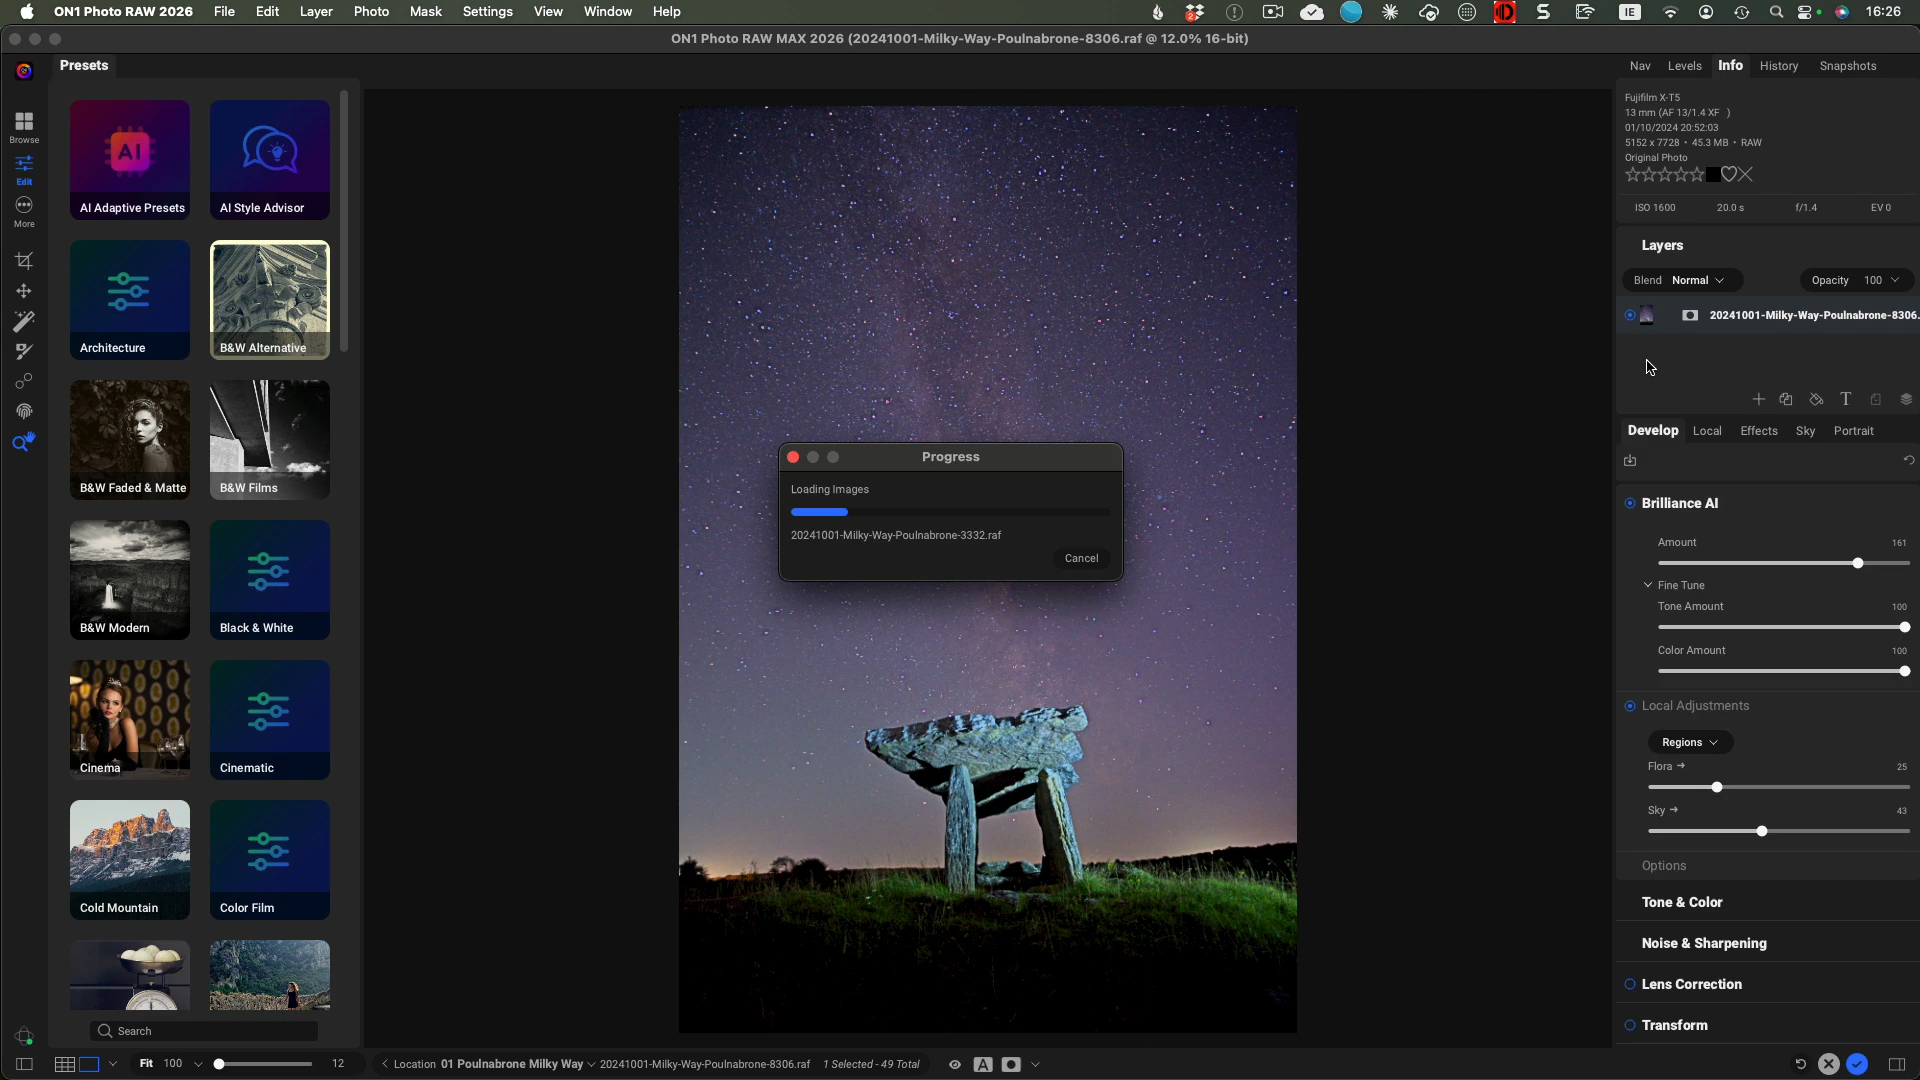 ON1 Photo RAW 2026 File Edit Layer Photo Mask Settings View Window Help IE 16:26
ON1 Photo RAW MAX 2026 (20241001-Milky-Way-Poulnabrone-8306.raf @ 12.0% 16-bit)
Presets
Browse
Edit
More
AI
AI Adaptive Presets
AI Style Advisor
Architecture
B&W Alternative
B&W Faded & Matte
B&W Films
B&W Modern
Black & White
Cinema
Cinematic
Cold Mountain
Color Film
Search
Progress
Loading Images
20241001-Milky-Way-Poulnabrone-3332.raf
Cancel
Nav Levels Info History Snapshots
Fujifilm X-T5
13 mm (AF 13/1.4 XF )
01/10/2024 20:52:03
5152 x 7728 • 45.3 MB • RAW
Original Photo
ISO 1600 20.0 s f/1.4 EV 0
Layers
Blend Normal Opacity 100
20241001-Milky-Way-Poulnabrone-8306.
T
Develop Local Effects Sky Portrait
Brilliance AI
Amount 161
Fine Tune
Tone Amount 100
Color Amount 100
Local Adjustments
Regions
Flora 25
Sky 43
Options
Tone & Color
Noise & Sharpening
Lens Correction
Transform
Fit 100 12 Location 01 Poulnabrone Milky Way 20241001-Milky-Way-Poulnabrone-8306.raf 1 Selected - 49 Total A